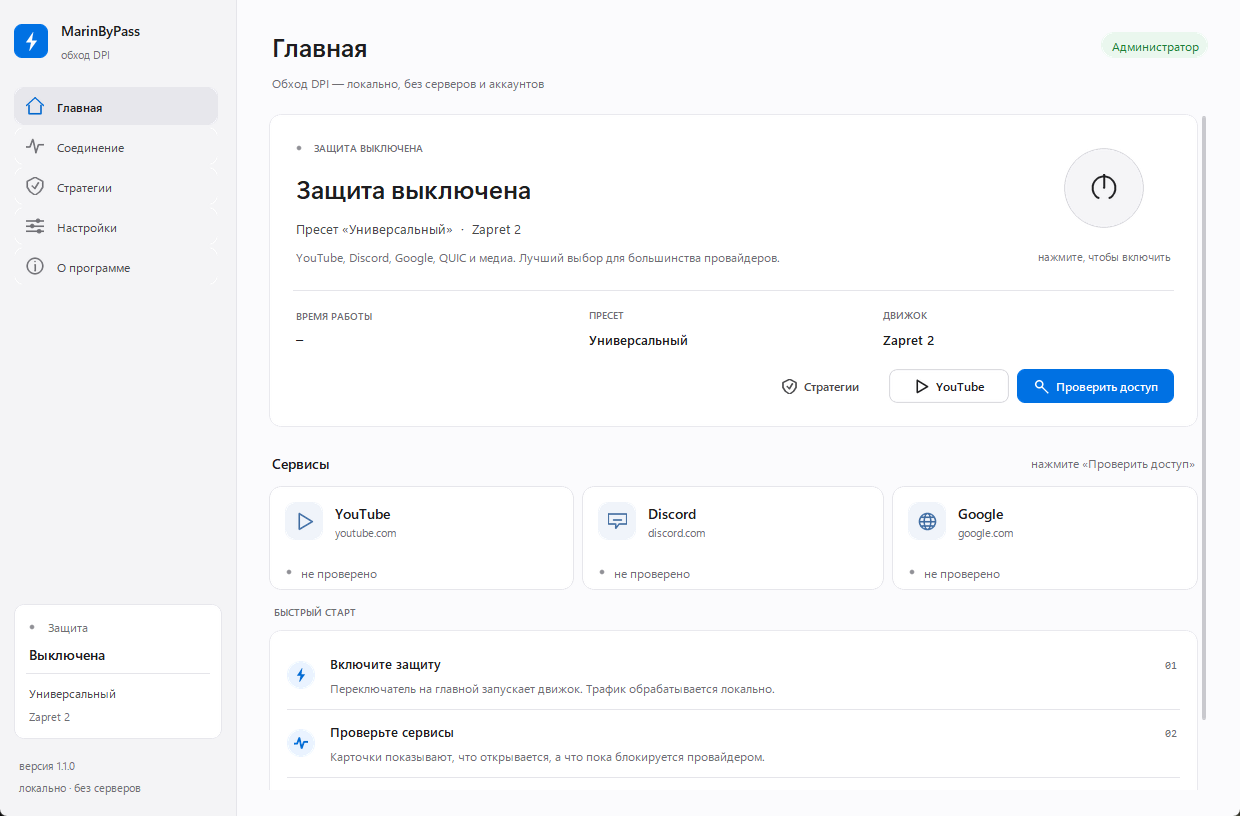 MarinByPass
обход DPI
Главная
Соединение
Стратегии
Настройки
О программе
Защита
Выключена
Универсальный
Zapret 2
версия 1.1.0
локально · без серверов
Главная
Администратор
Обход DPI — локально, без серверов и аккаунтов
ЗАЩИТА ВЫКЛЮЧЕНА
Защита выключена
Пресет «Универсальный» · Zapret 2
YouTube, Discord, Google, QUIC и медиа. Лучший выбор для большинства провайдеров.
нажмите, чтобы включить
ВРЕМЯ РАБОТЫ
–
ПРЕСЕТ
Универсальный
ДВИЖОК
Zapret 2
Стратегии
YouTube
Проверить доступ
Сервисы
нажмите «Проверить доступ»
YouTube
youtube.com
не проверено
Discord
discord.com
не проверено
Google
google.com
не проверено
БЫСТРЫЙ СТАРТ
Включите защиту
01
Переключатель на главной запускает движок. Трафик обрабатывается локально.
Проверьте сервисы
02
Карточки показывают, что открывается, а что пока блокируется провайдером.